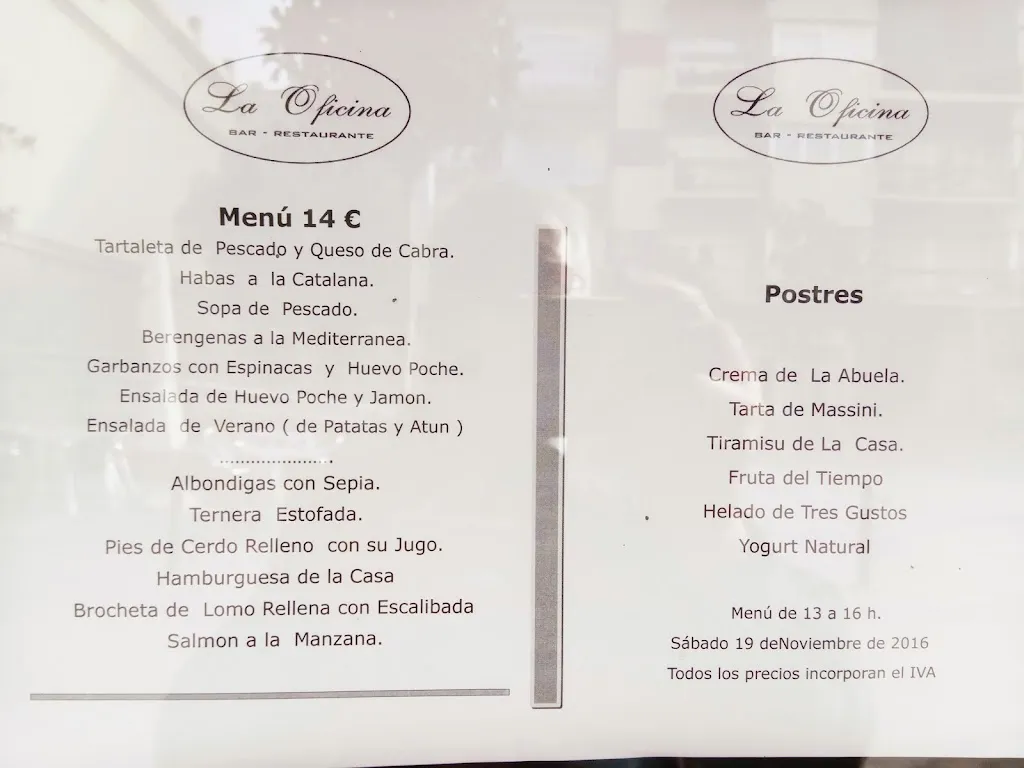 La Oficina
BAR - RESTAURANTE
Menú 14 €
Tartaleta de Pescado y Queso de Cabra.
Habas a la Catalana.
Sopa de Pescado.
Berengenas a la Mediterranea.
Garbanzos con Espinacas y Huevo Poche.
Ensalada de Huevo Poche y Jamon.
Ensalada de Verano ( de Patatas y Atun )
......................
Albondigas con Sepia.
Ternera Estofada.
Pies de Cerdo Relleno con su Jugo.
Hamburguesa de la Casa
Brocheta de Lomo Rellena con Escalibada
Salmon a la Manzana.
La Oficina
BAR - RESTAURANTE
Postres
Crema de La Abuela.
Tarta de Massini.
Tiramisu de La Casa.
Fruta del Tiempo
Helado de Tres Gustos
Yogurt Natural
Menú de 13 a 16 h.
Sábado 19 deNoviembre de 2016
Todos los precios incorporan el IVA